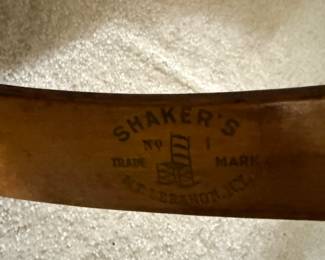 SHAKER'S
No 1
TRADE MARK
MT. LEBANON, N.Y.